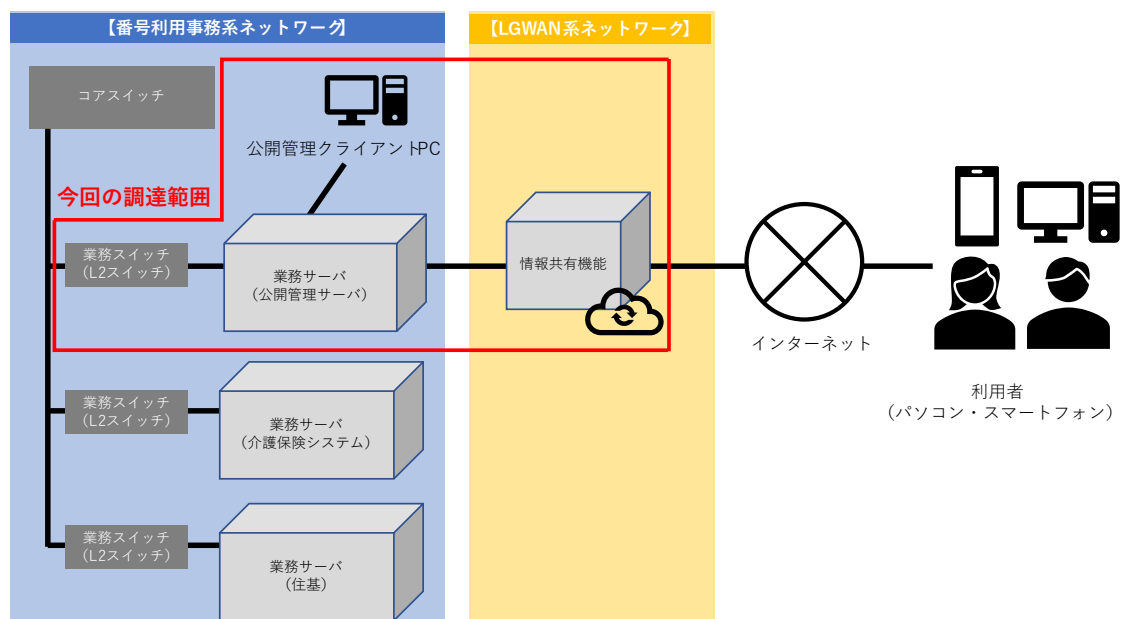 【番号利用事務系ネットワーク】
【LGWAN系ネットワーク】
コアスイッチ
公開管理クライアントPC
今回の調達範囲
業務スイッチ
(L2スイッチ)
業務サーバ
(公開管理サーバ)
情報共有機能
インターネット
利用者
(パソコン・スマートフォン)
業務スイッチ
(L2スイッチ)
業務サーバ
(介護保険システム)
業務スイッチ
(L2スイッチ)
業務サーバ
(住基)